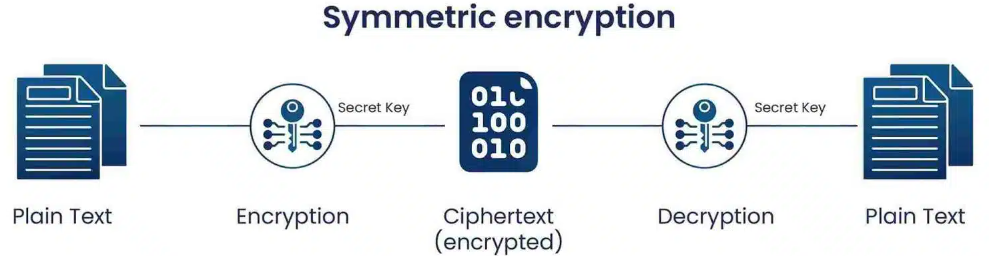 Symmetric encryption
Secret Key
Secret Key
010
100
010
Plain Text
Encryption
Ciphertext
(encrypted)
Decryption
Plain Text